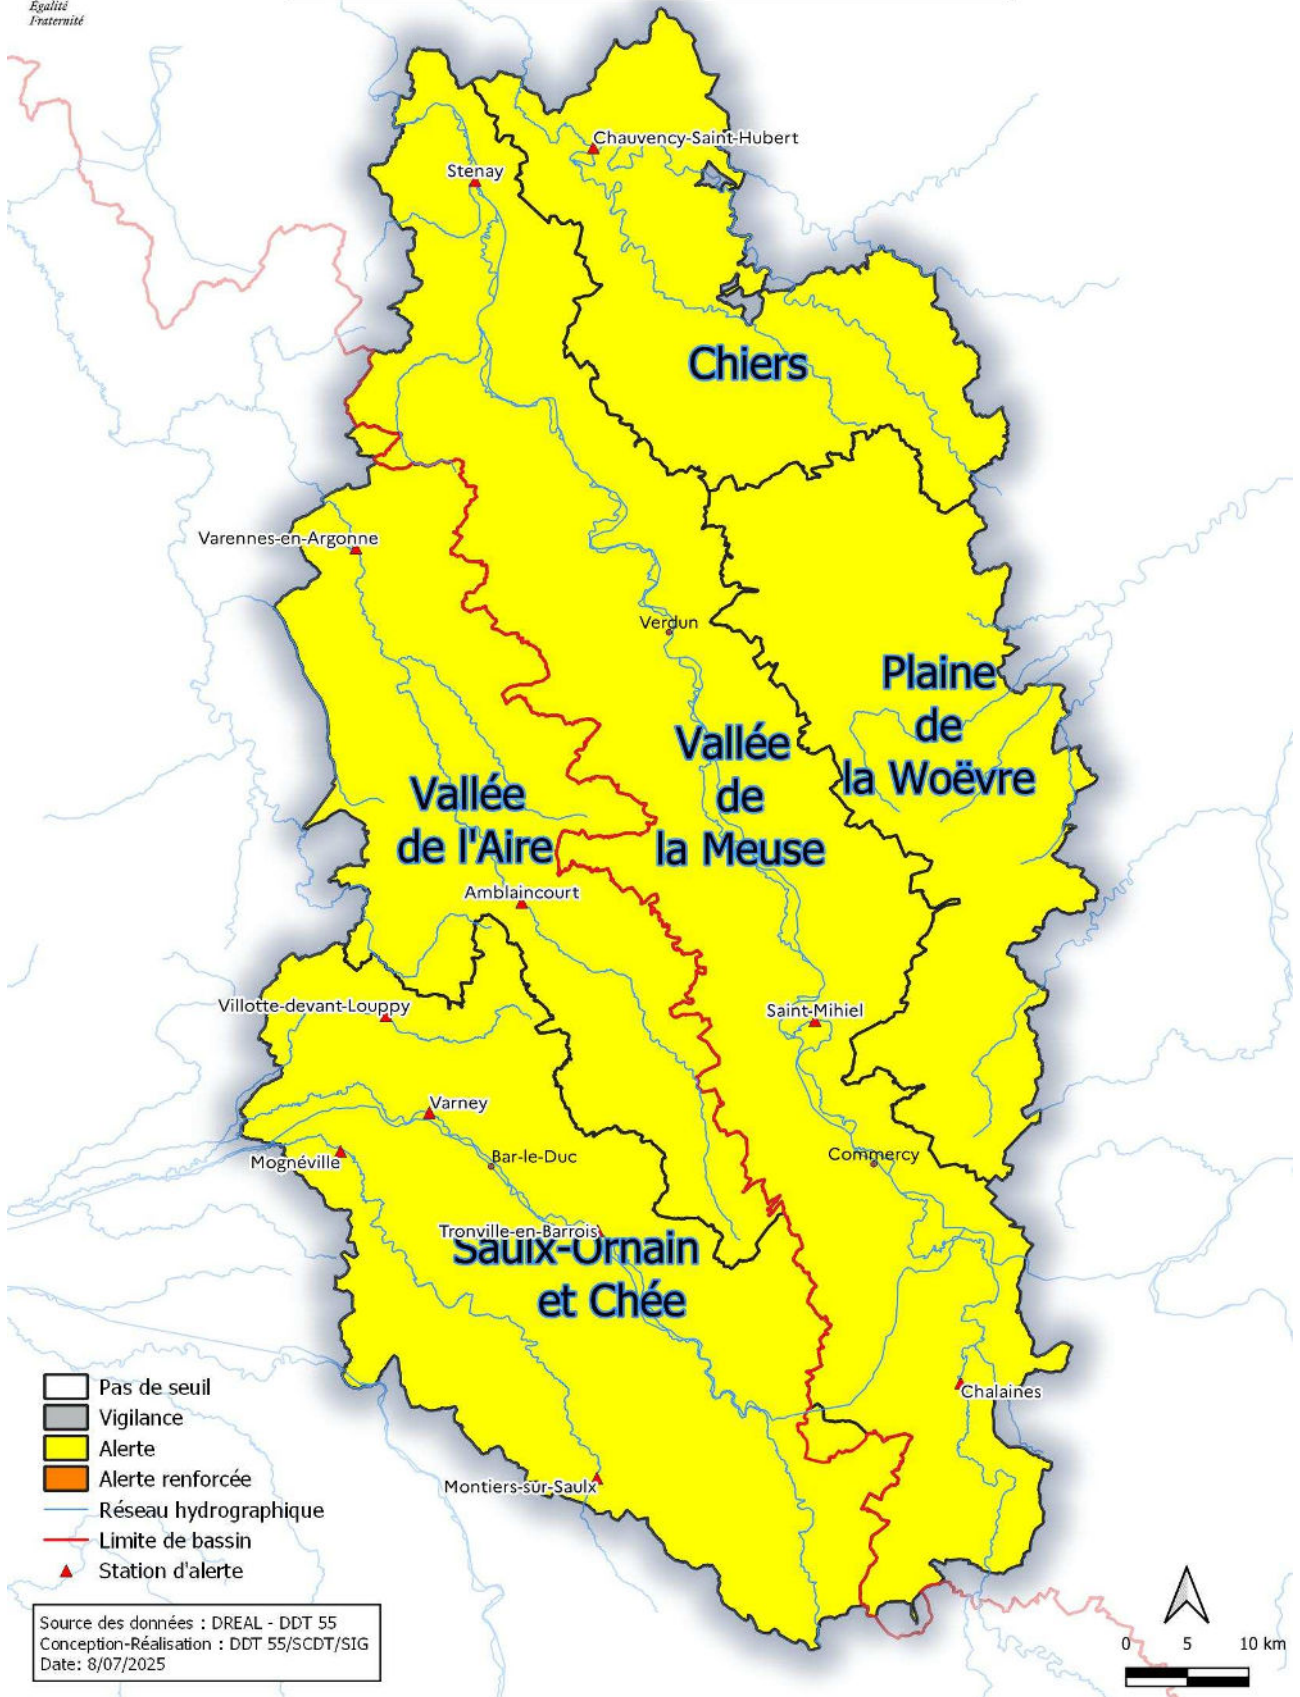 Égalité
Fraternité
Chauvency-Saint-Hubert
Stenay
Chiers
Varennes-en-Argonne
Verdun
Plaine
de
la Woëvre
Vallée
de
la Meuse
Vallée
de l'Aire
Amblaincourt
Villotte-devant-Louppy
Saint-Mihiel
Varney
Mognéville
Bar-le-Duc
Commercy
Tronville-en-Barrois
Saulx-Ornain
et Chée
Chalaines
Montiers-sur-Saulx
Pas de seuil
Vigilance
Alerte
Alerte renforcée
Réseau hydrographique
Limite de bassin
Station d'alerte
Source des données : DREAL - DDT 55
Conception-Réalisation : DDT 55/SCDT/SIG
Date: 8/07/2025
0 5 10 km